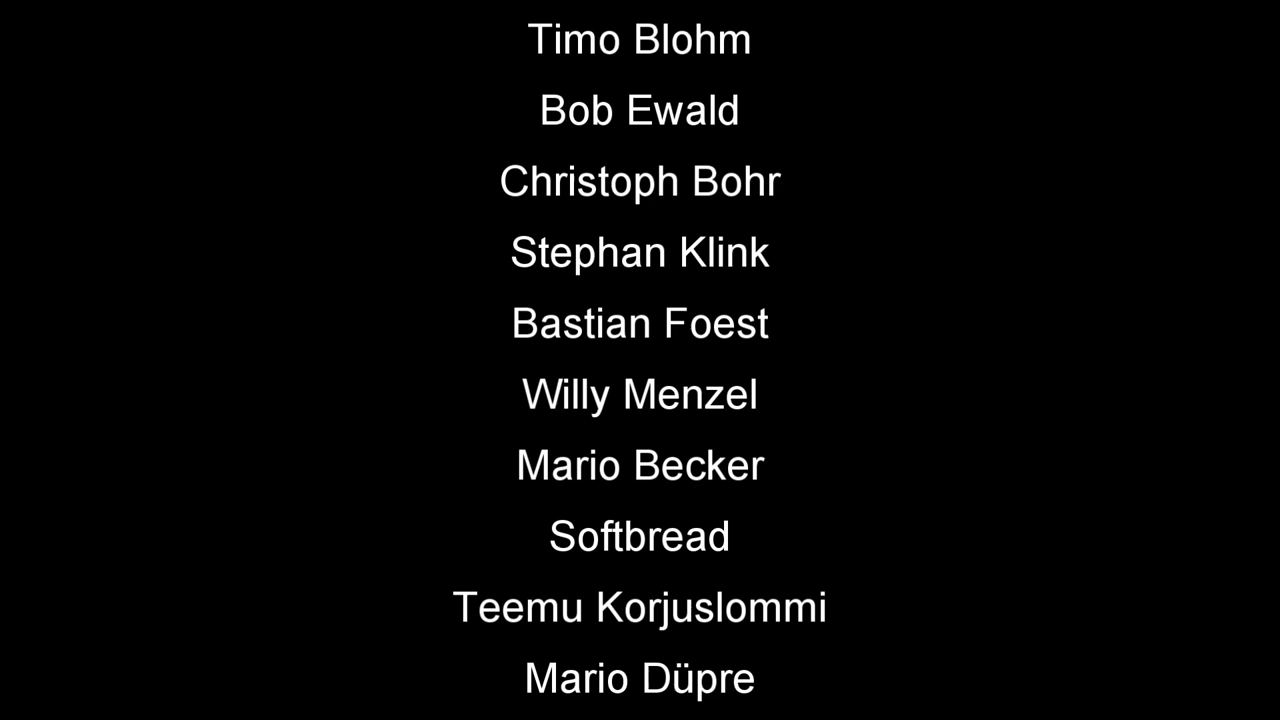 Timo Blohm
Bob Ewald
Christoph Bohr
Stephan Klink
Bastian Foest
Willy Menzel
Mario Becker
Softbread
Teemu Korjuslommi
Mario Düpre